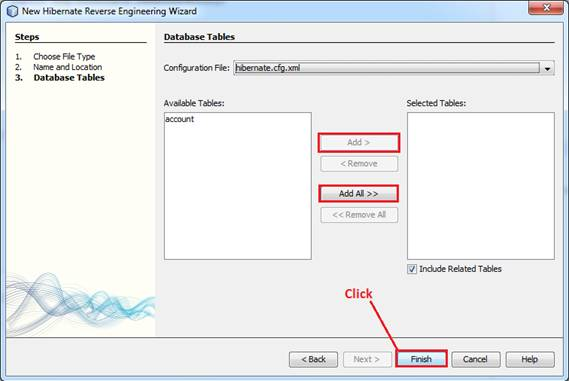 New Hibernate Reverse Engineering Wizard
Steps
1. Choose File Type
2. Name and Location
3. Database Tables
Database Tables
Configuration File: hibernate.cfg.xml
Available Tables:
account
Add >
< Remove
Add All >>
<< Remove All
Selected Tables:
Include Related Tables
Click
< Back Next > Finish Cancel Help